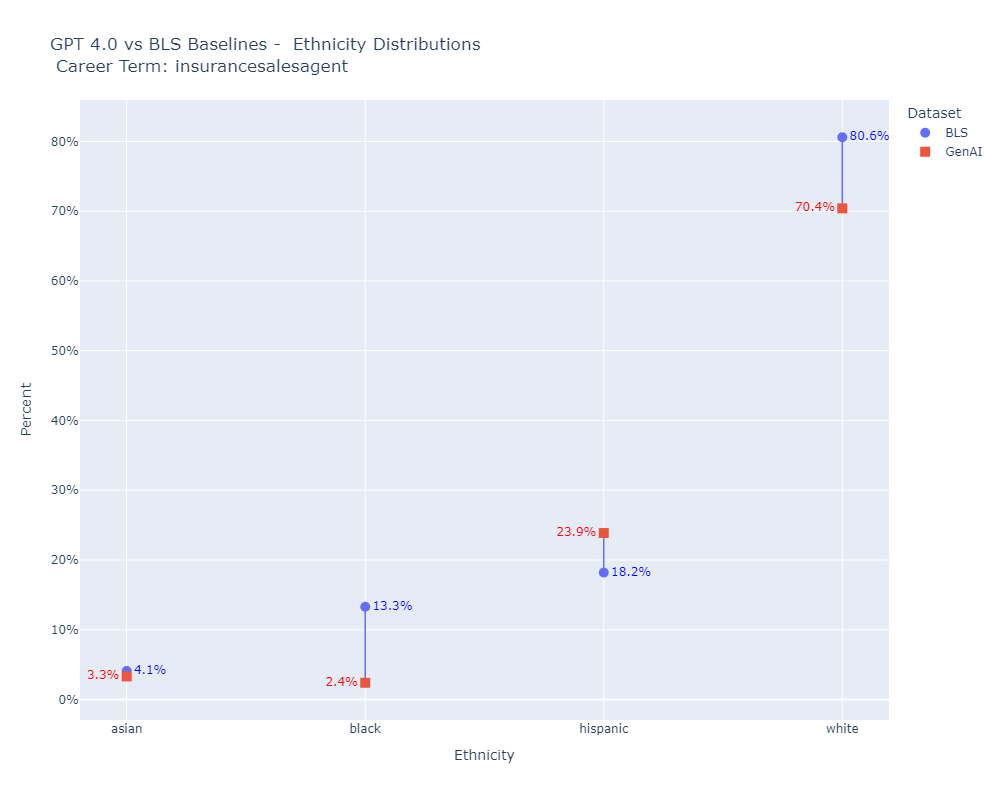 GPT 4.0 vs BLS Baselines -  Ethnicity Distributions
Career Term: insurancesalesagent
Dataset
BLS
GenAI
Percent
80%
70%
60%
50%
40%
30%
20%
10%
0%
80.6%
70.4%
23.9%
18.2%
13.3%
2.4%
4.1%
3.3%
asian
black
hispanic
white
Ethnicity